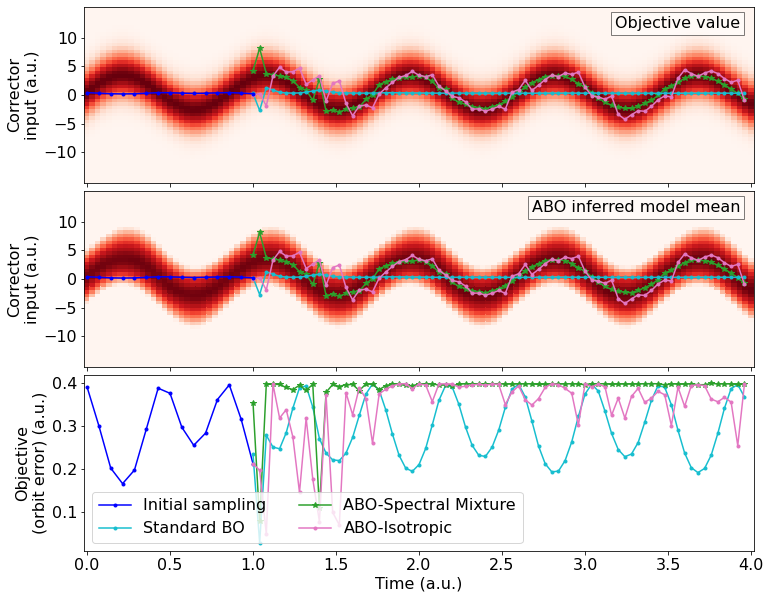 Objective value
Corrector
input (a.u.)
10
5
0
−5
−10
ABO inferred model mean
Corrector
input (a.u.)
10
5
0
−5
−10
Objective
(orbit error) (a.u.)
0.4
0.3
0.2
0.1
Initial sampling
Standard BO
ABO-Spectral Mixture
ABO-Isotropic
0.0 0.5 1.0 1.5 2.0 2.5 3.0 3.5 4.0
Time (a.u.)